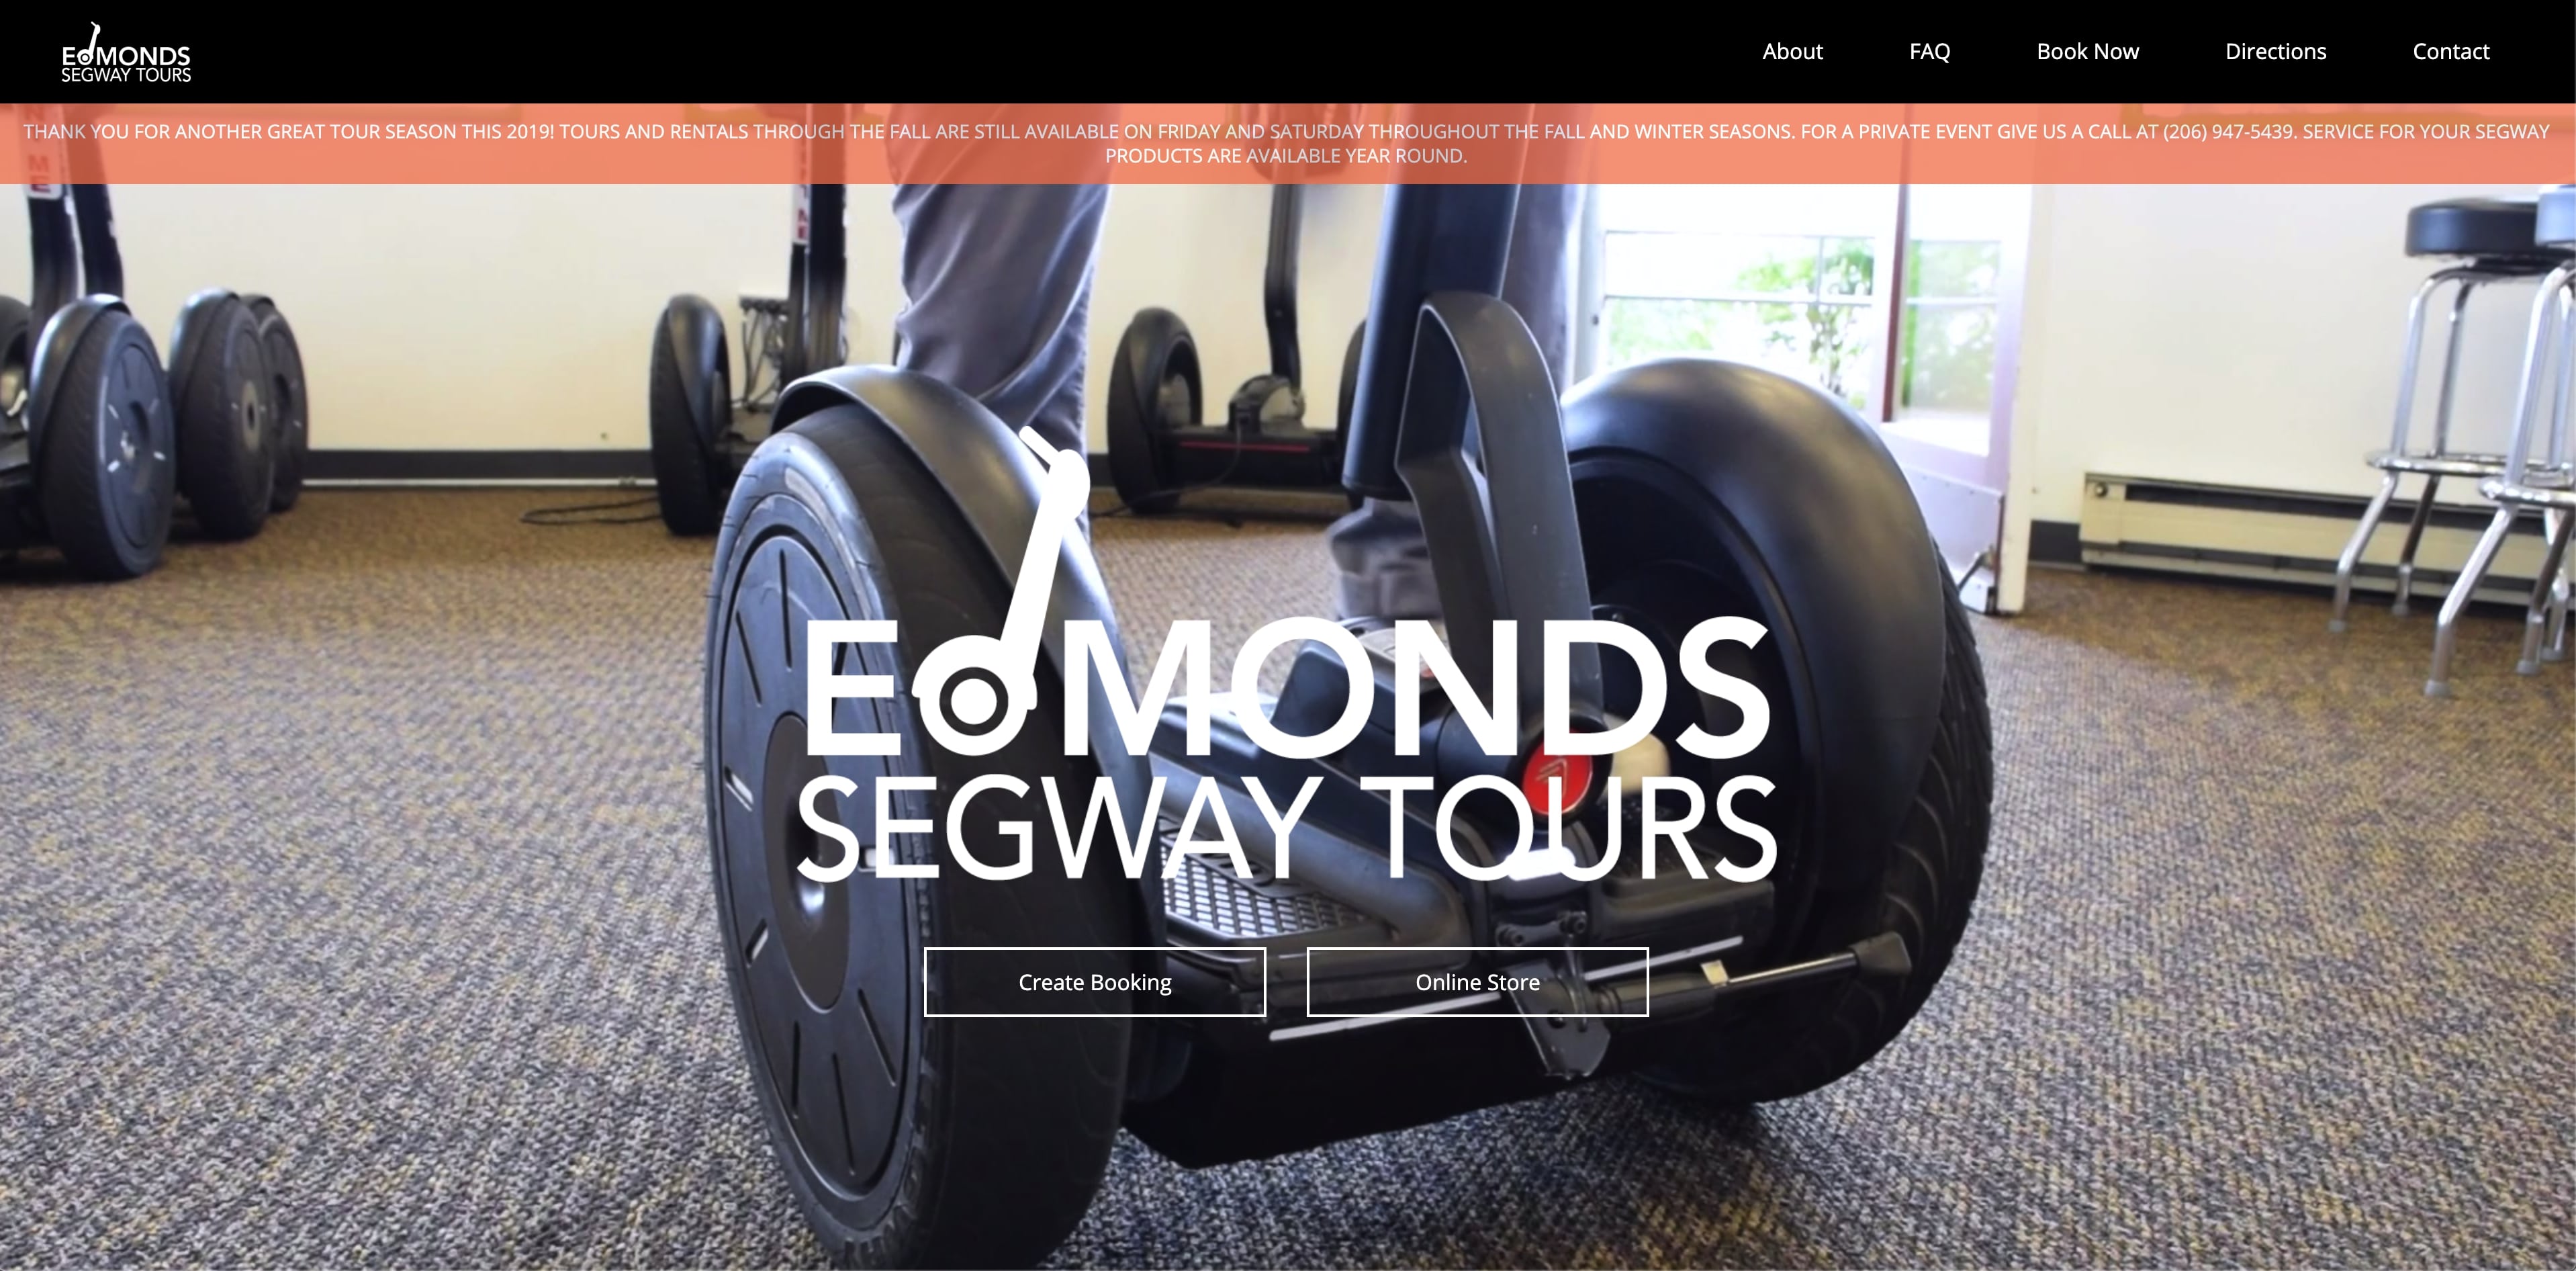 EDMONDS
SEGWAY TOURS
About
FAQ
Book Now
Directions
Contact
THANK YOU FOR ANOTHER GREAT TOUR SEASON THIS 2019! TOURS AND RENTALS THROUGH THE FALL ARE STILL AVAILABLE ON FRIDAY AND SATURDAY THROUGHOUT THE FALL AND WINTER SEASONS. FOR A PRIVATE EVENT GIVE US A CALL AT (206) 947-5439. SERVICE FOR YOUR SEGWAY
PRODUCTS ARE AVAILABLE YEAR ROUND.
EDMONDS
SEGWAY TOURS
Create Booking
Online Store